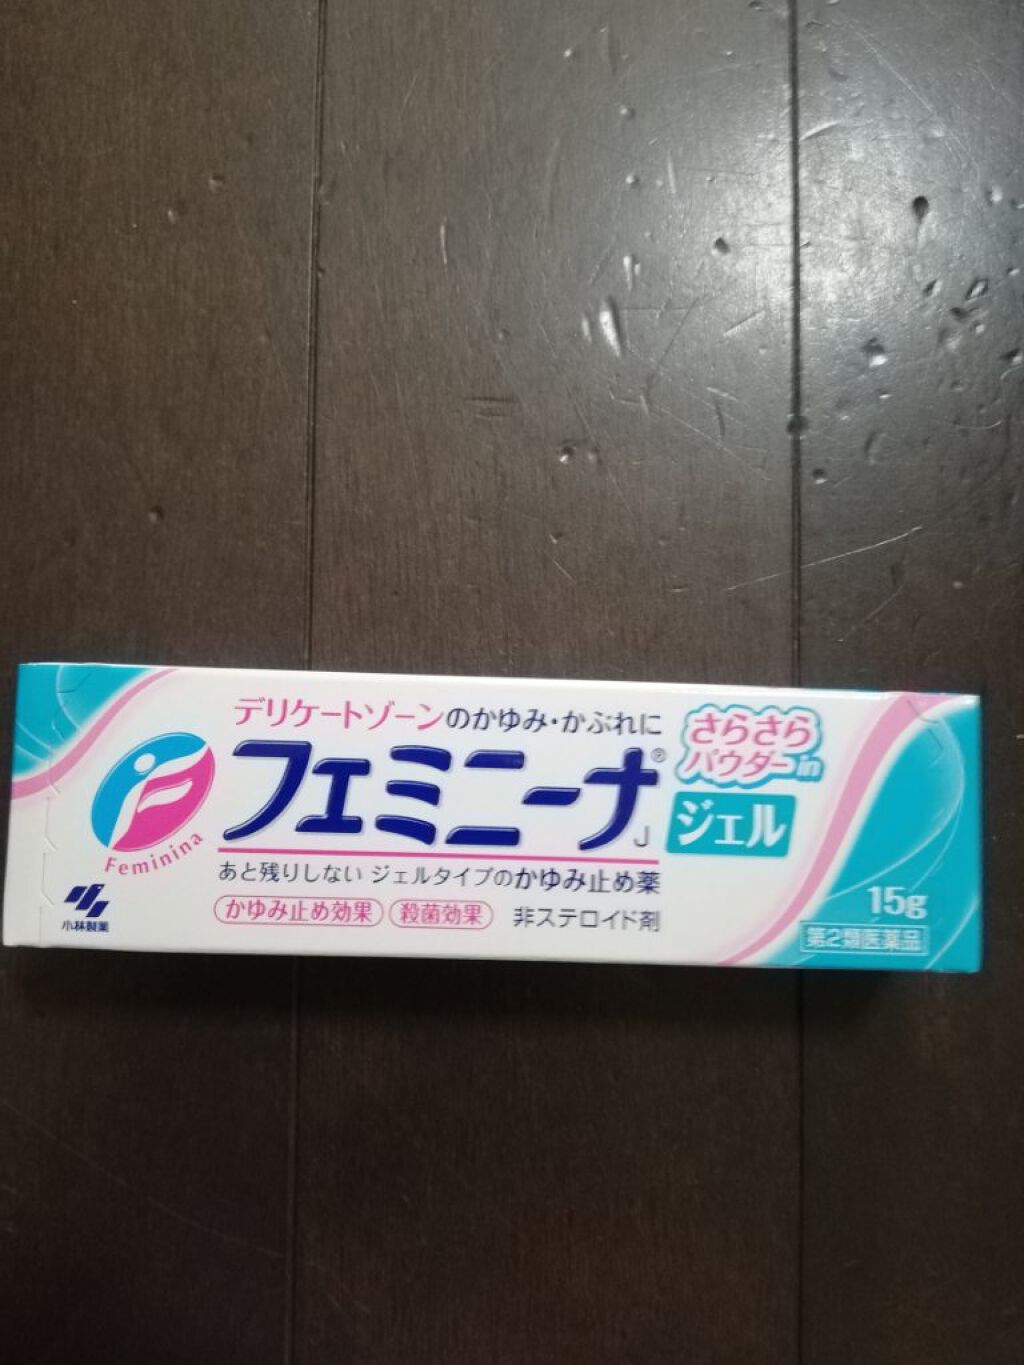 デリケートゾーンのかゆみ・かぶれに
フェミニーナ®J
さらさら
パウダーin
ジェル
Feminina
あと残りしない ジェルタイプのかゆみ止め薬
かゆみ止め効果 殺菌効果 非ステロイド剤
小林製薬
15g
第2類医薬品